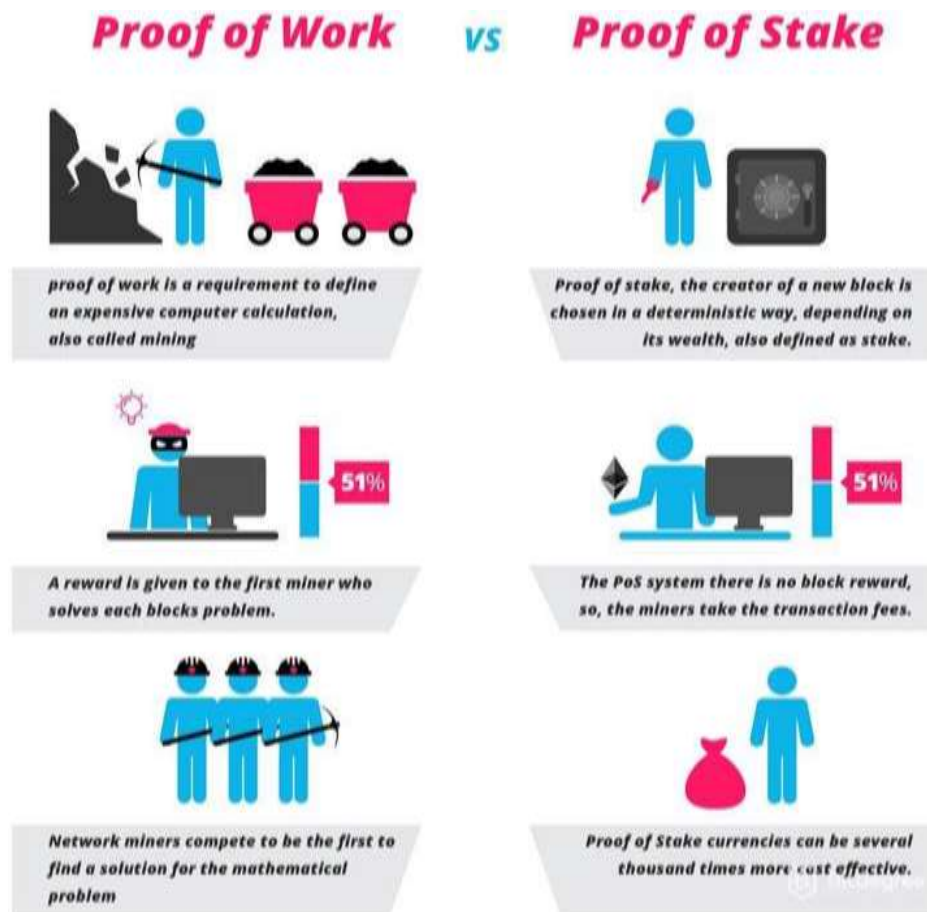 Proof of Work vs Proof of Stake
proof of work is a requirement to define
an expensive computer calculation,
also called mining
Proof of stake, the creator of a new block is
chosen in a deterministic way, depending on
its wealth, also defined as stake.
51%
51%
A reward is given to the first miner who
solves each blocks problem.
The PoS system there is no block reward,
so, the miners take the transaction fees.
Network miners compete to be the first to
find a solution for the mathematical
problem
Proof of Stake currencies can be several
thousand times more cost effective.